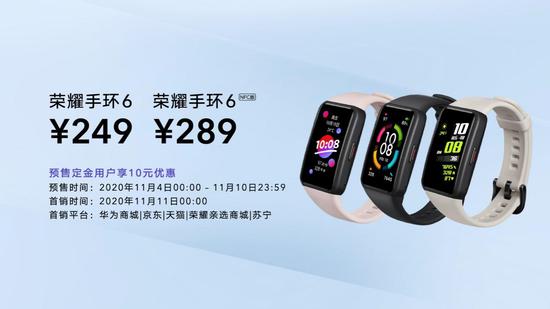 荣耀手环6 荣耀手环6 NFC版
¥249 ¥289
预售定金用户享10元优惠
预售时间：2020年11月4日00:00 - 11月10日23:59
首销时间：2020年11月11日00:00
首销平台：华为商城|京东|天猫|荣耀亲选商城|苏宁